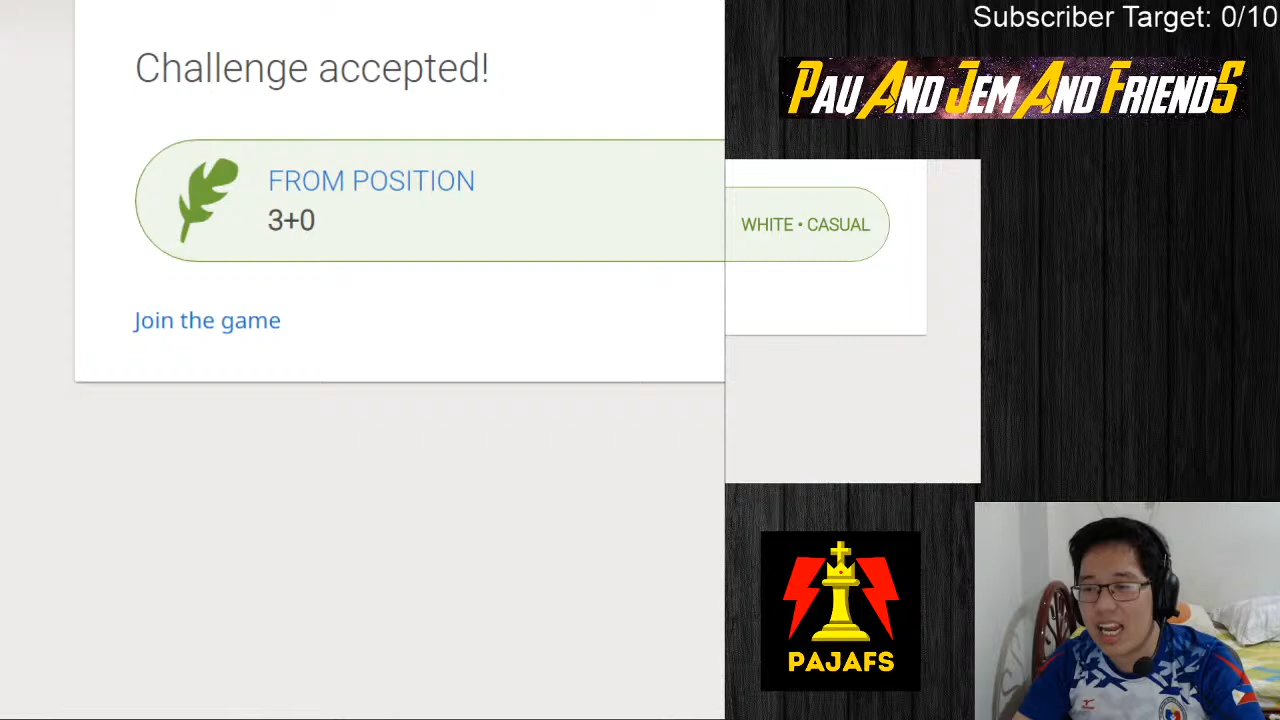 Subscriber Target: 0/10
Challenge accepted!
PAU AND JEM AND FRIENDS
FROM POSITION
3+0
WHITE • CASUAL
Join the game
PAJAFS